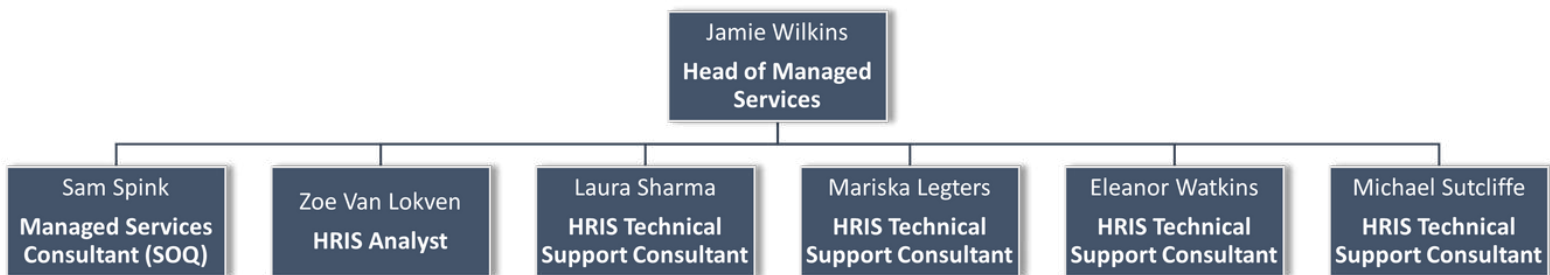 Jamie Wilkins
Head of Managed
Services
Sam Spink
Managed Services
Consultant (SOQ)
Zoe Van Lokven
HRIS Analyst
Laura Sharma
HRIS Technical
Support Consultant
Mariska Legters
HRIS Technical
Support Consultant
Eleanor Watkins
HRIS Technical
Support Consultant
Michael Sutcliffe
HRIS Technical
Support Consultant